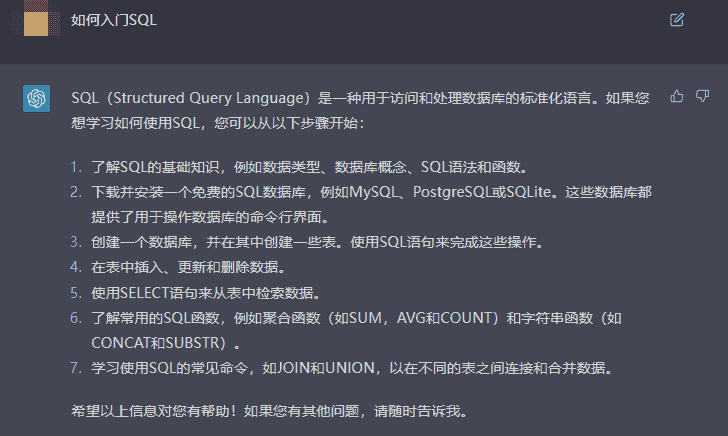 如何入门SQL
SQL（Structured Query Language）是一种用于访问和处理数据库的标准化语言。如果您
想学习如何使用SQL，您可以从以下步骤开始：
1. 了解SQL的基础知识，例如数据类型、数据库概念、SQL语法和函数。
2. 下载并安装一个免费的SQL数据库，例如MySQL、PostgreSQL或SQLite。这些数据库都
提供了用于操作数据库的命令行界面。
3. 创建一个数据库，并在其中创建一些表。使用SQL语句来完成这些操作。
4. 在表中插入、更新和删除数据。
5. 使用SELECT语句来从表中检索数据。
6. 了解常用的SQL函数，例如聚合函数（如SUM，AVG和COUNT）和字符串函数（如
CONCAT和SUBSTR）。
7. 学习使用SQL的常见命令，如JOIN和UNION，以在不同的表之间连接和合并数据。
希望以上信息对您有帮助！如果您有其他问题，请随时告诉我。